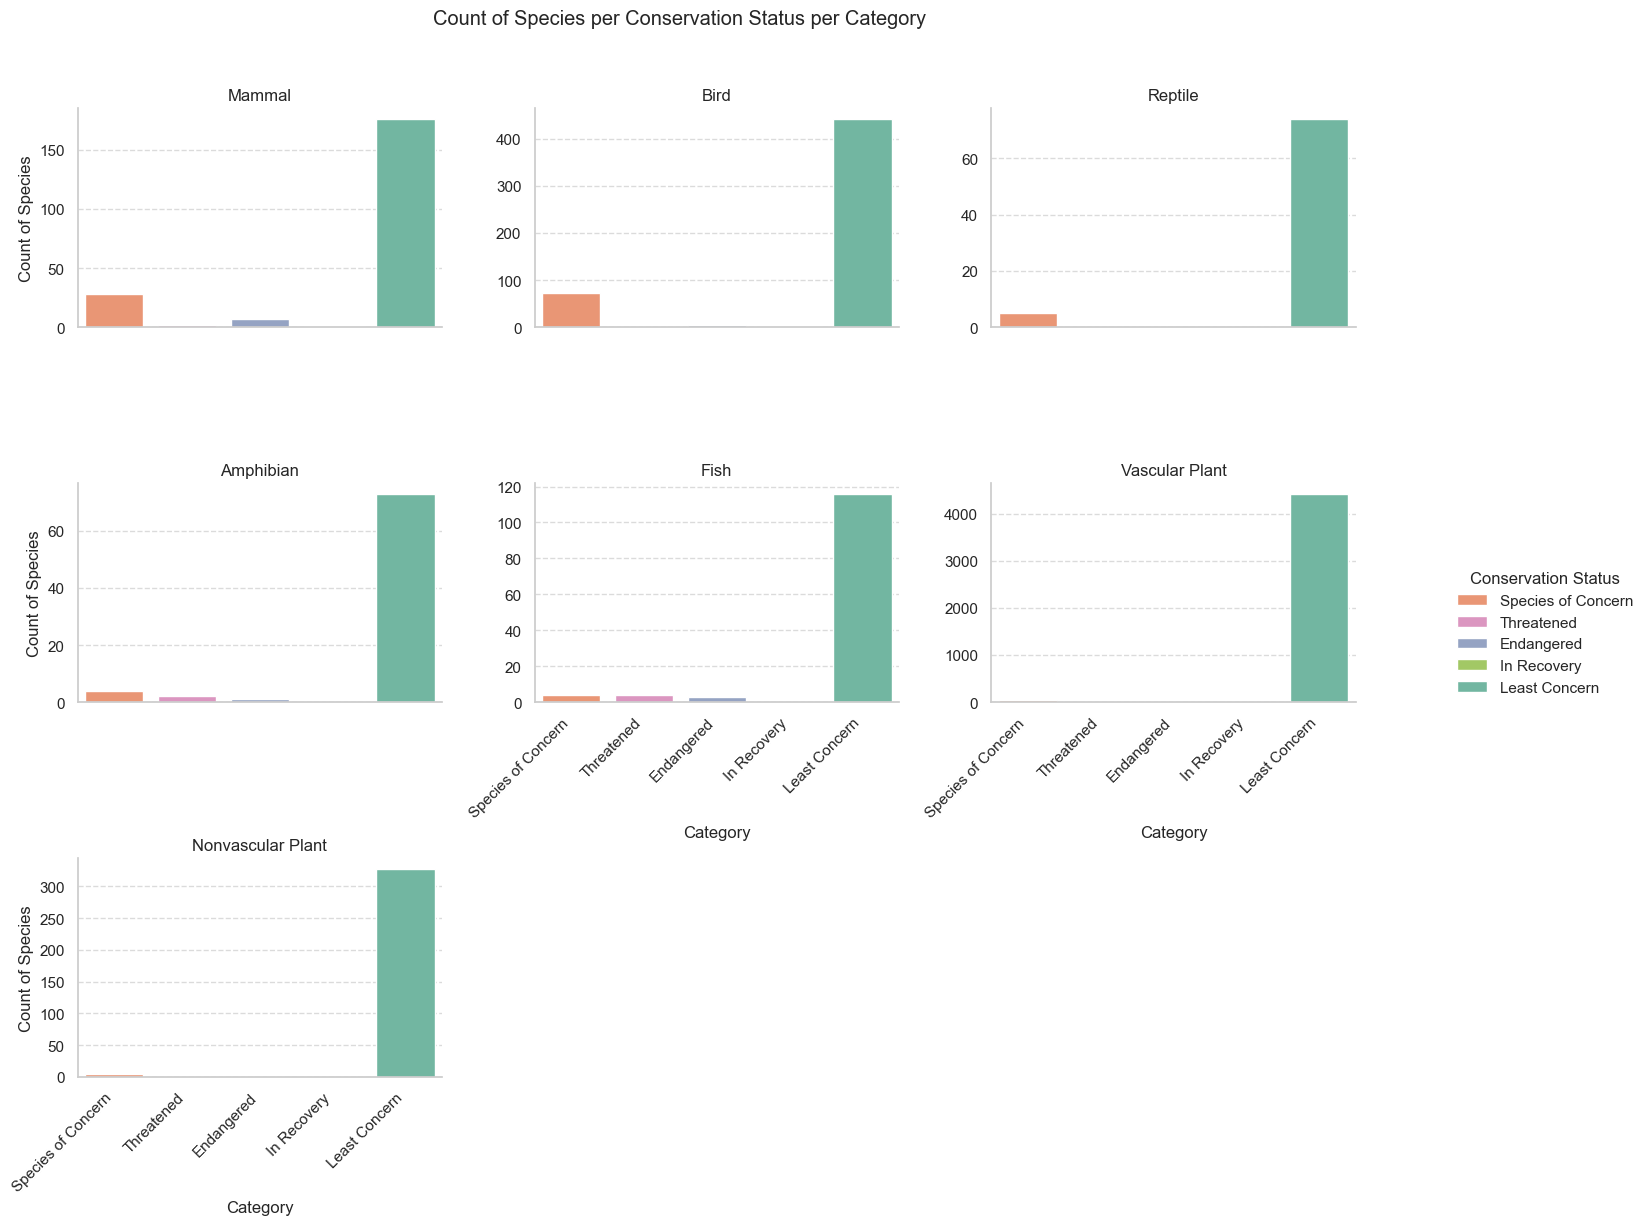 Count of Species per Conservation Status per Category
Mammal
Count of Species
150
100
50
0
Bird
400
300
200
100
0
Reptile
60
40
20
0
Amphibian
Count of Species
60
40
20
0
Fish
120
100
80
60
40
20
0
Species of Concern
Threatened
Endangered
In Recovery
Least Concern
Category
Vascular Plant
4000
3000
2000
1000
0
Species of Concern
Threatened
Endangered
In Recovery
Least Concern
Category
Conservation Status
Species of Concern
Threatened
Endangered
In Recovery
Least Concern
Nonvascular Plant
Count of Species
300
250
200
150
100
50
0
Species of Concern
Threatened
Endangered
In Recovery
Least Concern
Category